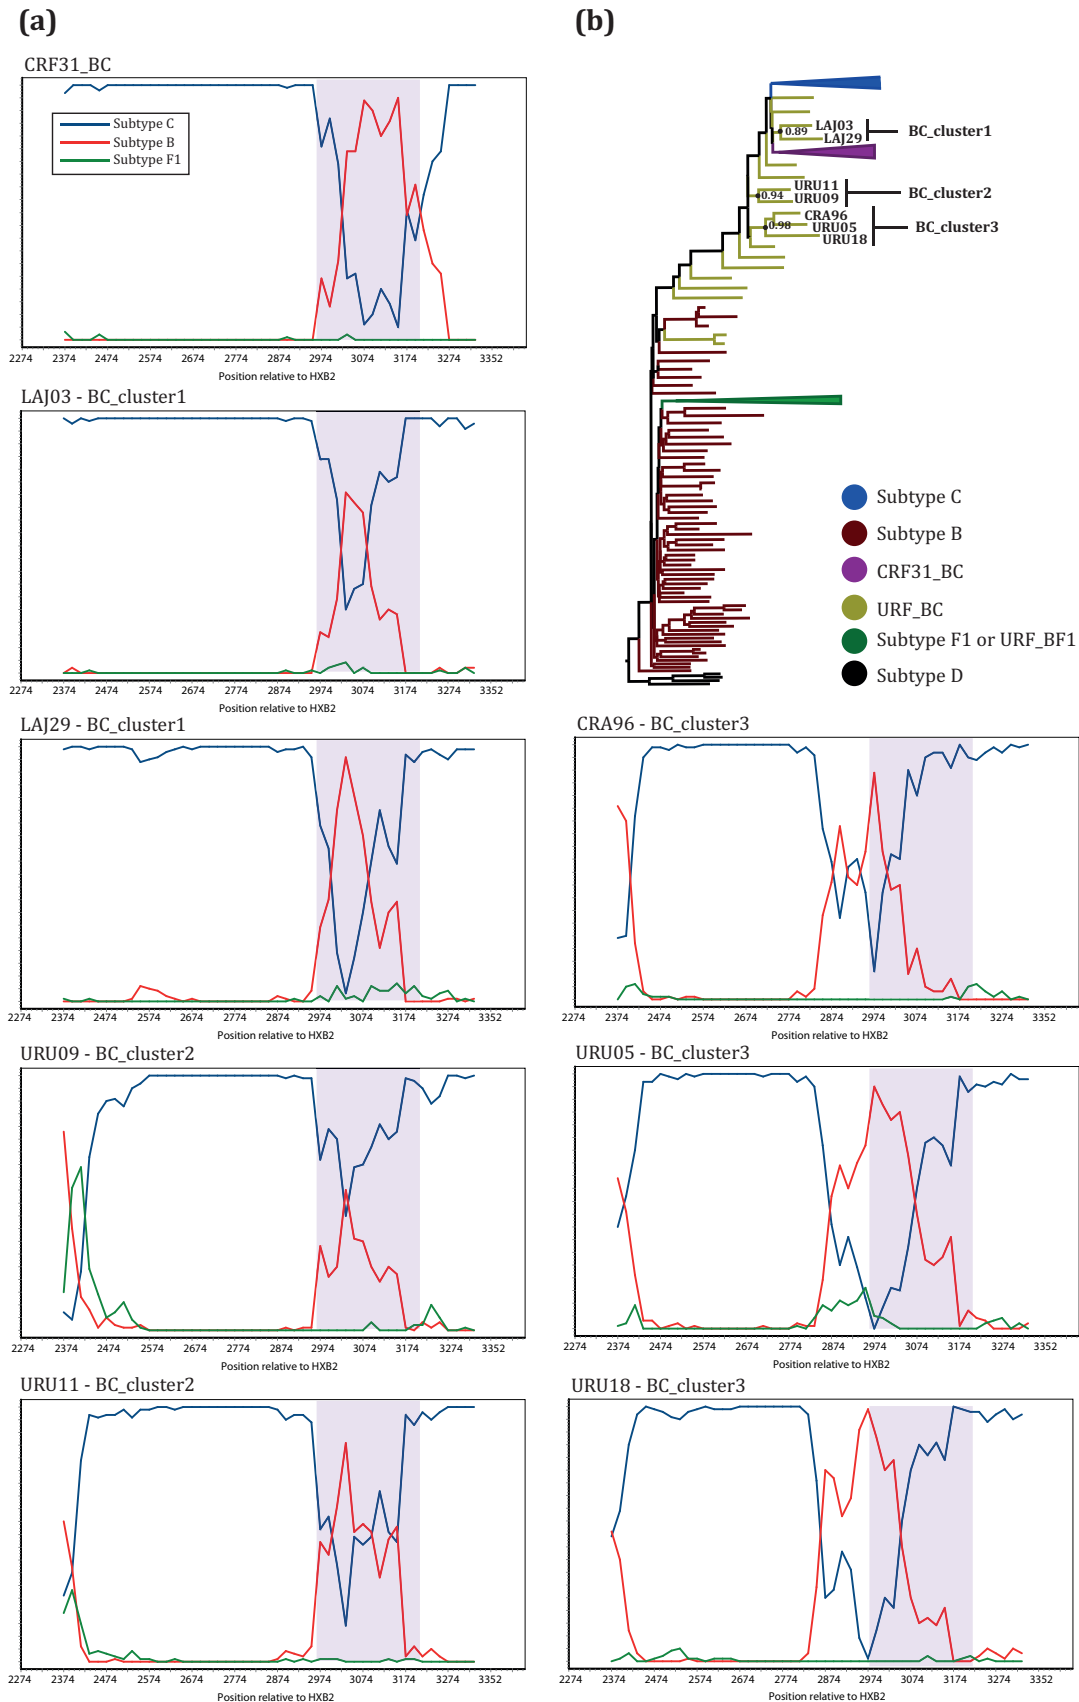 (a)
CRF31_BC
Subtype C
Subtype B
Subtype F1
2274 2374 2474 2574 2674 2774 2874 2974 3074 3174 3274 3352
Position relative to HXB2
LAJ03 - BC_cluster1
2274 2374 2474 2574 2674 2774 2874 2974 3074 3174 3274 3352
Position relative to HXB2
LAJ29 - BC_cluster1
2274 2374 2474 2574 2674 2774 2874 2974 3074 3174 3274 3352
Position relative to HXB2
URU09 - BC_cluster2
2274 2374 2474 2574 2674 2774 2874 2974 3074 3174 3274 3352
Position relative to HXB2
URU11 - BC_cluster2
2274 2374 2474 2574 2674 2774 2874 2974 3074 3174 3274 3352
Position relative to HXB2
(b)
LAJ03
0.89
LAJ29
BC_cluster1
URU11
0.94
URU09
BC_cluster2
CRA96
0.98
URU05
URU18
BC_cluster3
Subtype C
Subtype B
CRF31_BC
URF_BC
Subtype F1 or URF_BF1
Subtype D
CRA96 - BC_cluster3
2274 2374 2474 2574 2674 2774 2874 2974 3074 3174 3274 3352
Position relative to HXB2
URU05 - BC_cluster3
2274 2374 2474 2574 2674 2774 2874 2974 3074 3174 3274 3352
Position relative to HXB2
URU18 - BC_cluster3
2274 2374 2474 2574 2674 2774 2874 2974 3074 3174 3274 3352
Position relative to HXB2